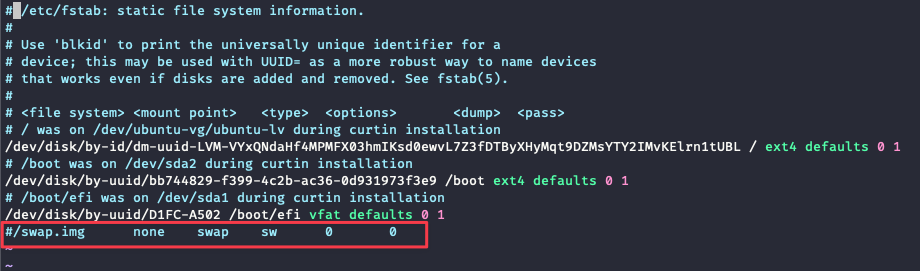 # /etc/fstab: static file system information.
#
# Use 'blkid' to print the universally unique identifier for a
# device; this may be used with UUID= as a more robust way to name devices
# that works even if disks are added and removed. See fstab(5).
#
# <file system> <mount point>   <type>  <options>       <dump>  <pass>
# / was on /dev/ubuntu-vg/ubuntu-lv during curtin installation
/dev/disk/by-id/dm-uuid-LVM-VYxQNdaHf4MPMFX03hmIKsd0ewvL7Z3fDTByXHyMqt9DZMsYTY2IMvKElrn1tUBL / ext4 defaults 0 1
# /boot was on /dev/sda2 during curtin installation
/dev/disk/by-uuid/bb744829-f399-4c2b-ac36-0d931973f3e9 /boot ext4 defaults 0 1
# /boot/efi was on /dev/sda1 during curtin installation
/dev/disk/by-uuid/D1FC-A502 /boot/efi vfat defaults 0 1
#/swap.img      none    swap    sw      0       0
~
~